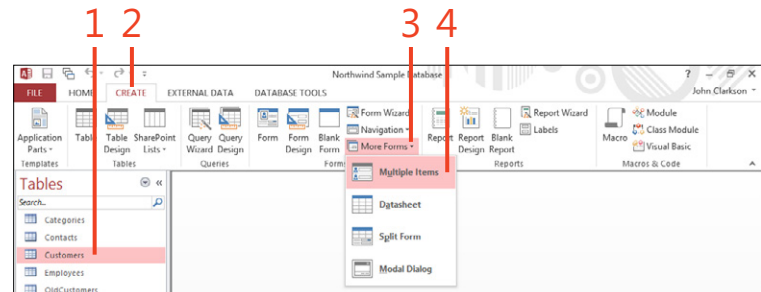 1 2 3 4
Northwind Sample Database
? – X
FILE HOME CREATE EXTERNAL DATA DATABASE TOOLS John Clarkson
Application Parts
Table
Table Design
SharePoint Lists
Query Wizard
Query Design
Form
Form Design
Blank Form
Form Wizard
Navigation
More Forms
Report
Report Design
Blank Report
Report Wizard
Labels
Macro
Module
Class Module
Visual Basic
Templates Tables Queries Forms Reports Macros & Code
Tables
Search...
Categories
Contacts
Customers
Employees
OldCustomers
Multiple Items
Datasheet
Split Form
Modal Dialog